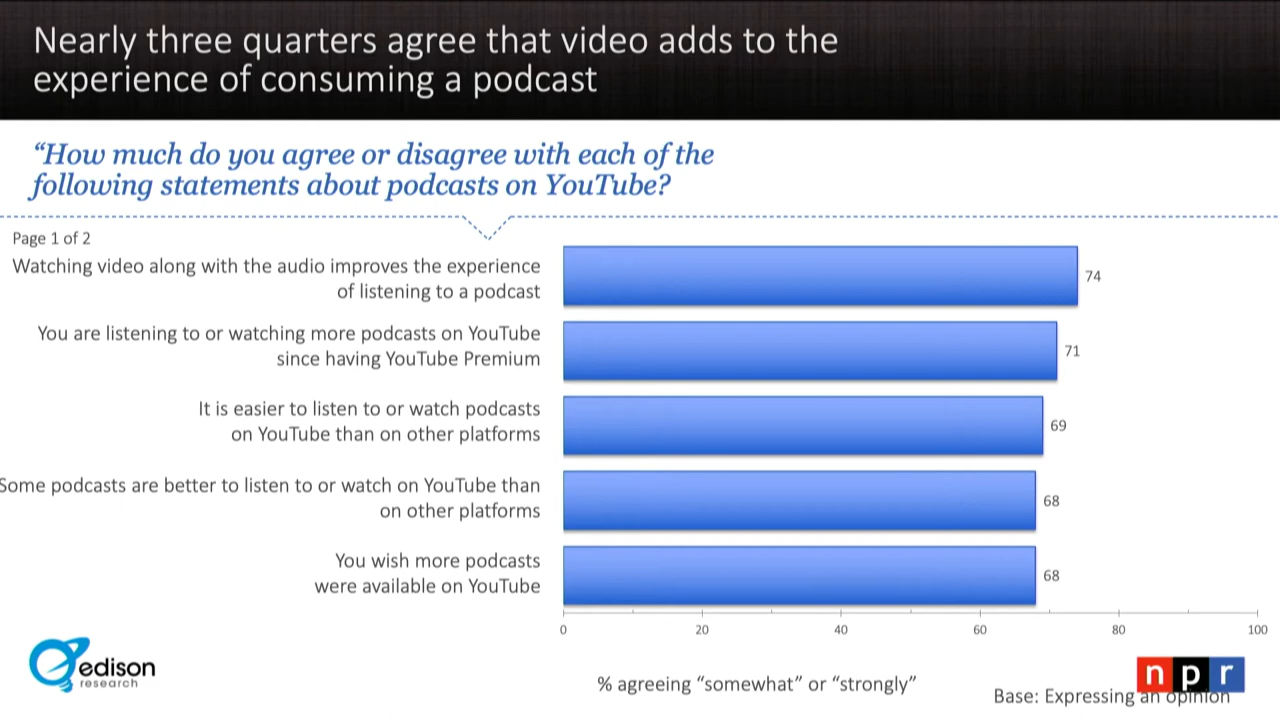 Nearly three quarters agree that video adds to the
experience of consuming a podcast
“How much do you agree or disagree with each of the
following statements about podcasts on YouTube?
Page 1 of 2
Watching video along with the audio improves the experience
of listening to a podcast
74
You are listening to or watching more podcasts on YouTube
since having YouTube Premium
71
It is easier to listen to or watch podcasts
on YouTube than on other platforms
69
Some podcasts are better to listen to or watch on YouTube than
on other platforms
68
You wish more podcasts
were available on YouTube
68
0 20 40 60 80 100
edison
research
% agreeing “somewhat” or “strongly”
npr
Base: Expressing an opinion